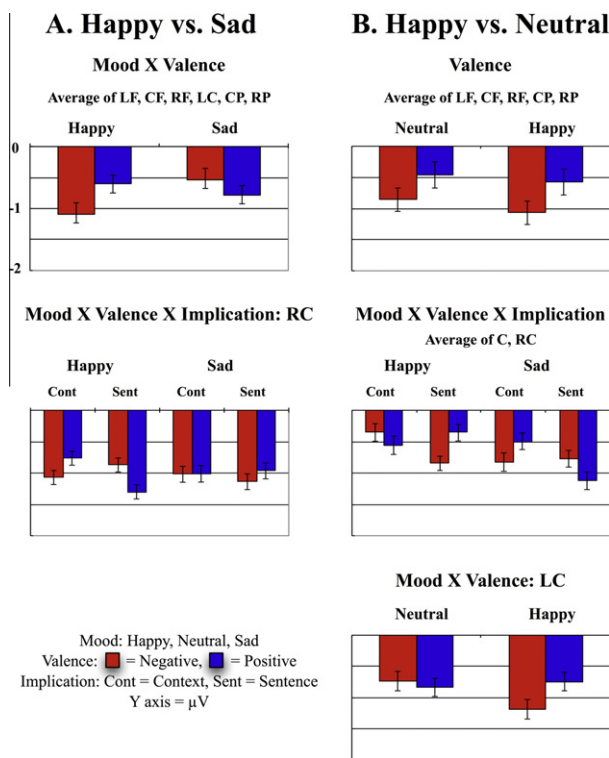 A. Happy vs. Sad
Mood X Valence
Average of LF, CF, RF, LC, CP, RP
Happy Sad
0
-1
-2
Mood X Valence X Implication: RC
Happy Sad
Cont Sent Cont Sent
Mood: Happy, Neutral, Sad
Valence: = Negative, = Positive
Implication: Cont = Context, Sent = Sentence
Y axis = µV
B. Happy vs. Neutral
Valence
Average of LF, CF, RF, CP, RP
Neutral Happy
Mood X Valence X Implication
Average of C, RC
Happy Sad
Cont Sent Cont Sent
Mood X Valence: LC
Neutral Happy